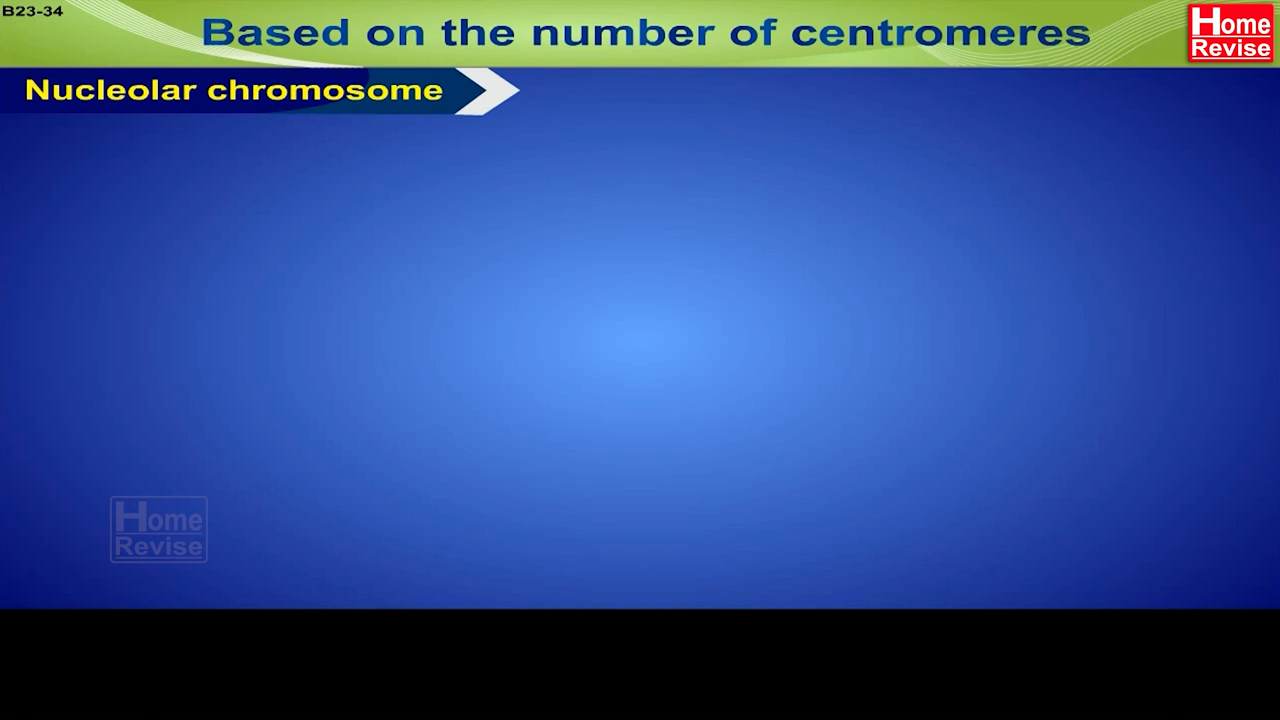 B23-34
Based on the number of centromeres
Home
Revise
Nucleolar chromosome
Home
Revise